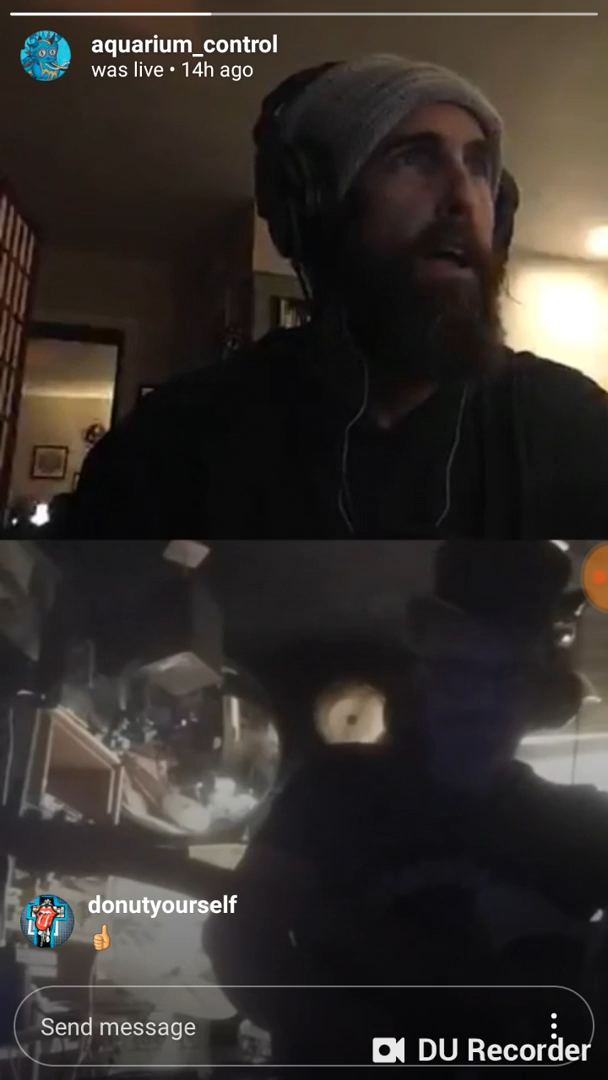 aquarium_control
was live • 14h ago
donutyourself
👍
Send message
DU Recorder